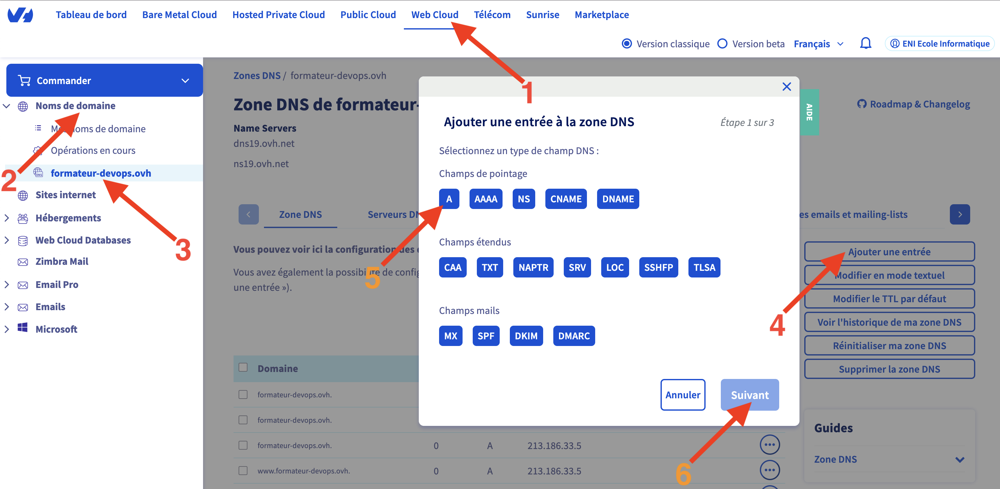 Tableau de bord Bare Metal Cloud Hosted Private Cloud Public Cloud Web Cloud Télécom Sunrise Marketplace
Version classique Version beta Français ENI Ecole Informatique
Commander
Noms de domaine
noms de domaine
Opérations en cours
DNS formateur-devops.ovh
Sites internet
Hébergements
Web Cloud Databases
Zimbra Mail
Email Pro
Emails
Microsoft
1
2
3
Zones DNS / formateur-devops.ovh
Zone DNS de formateur-
Name Servers
dns19.ovh.net
ns19.ovh.net
Zone DNS Serveurs
es emails et mailing-lists
Vous pouvez voir ici la configuration des
Vous avez également la possibilité de config
une entrée »).
5
Ajouter une entrée à la zone DNS Étape 1 sur 3
Sélectionnez un type de champ DNS :
Champs de pointage
A AAAA NS CNAME DNAME
Champs étendus
CAA TXT NAPTR SRV LOC SSHFP TLSA
Champs mails
MX SPF DKIM DMARC
Annuler Suivant
6
AIDE
Roadmap & Changelog
Ajouter une entrée
Modifier en mode textuel
Modifier le TTL par défaut
Voir l'historique de ma zone DNS
Réinitialiser ma zone DNS
Supprimer la zone DNS
4
Domaine
formateur-devops.ovh.
formateur-devops.ovh.
formateur-devops.ovh. 0 A 213.186.33.5
www.formateur-devops.ovh. 0 A 213.186.33.5
Guides
Zone DNS